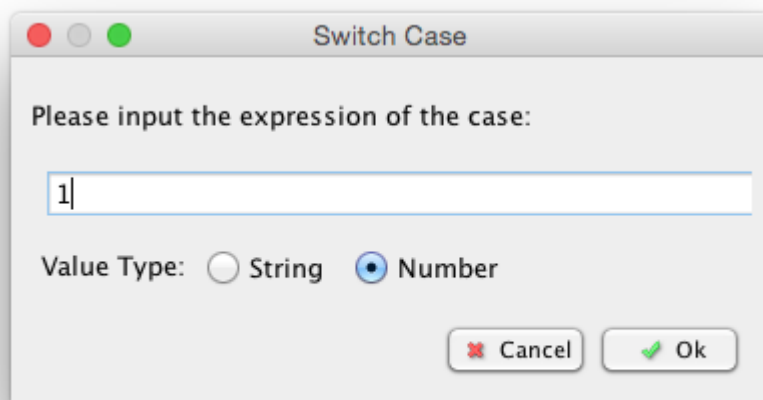 Switch Case
Please input the expression of the case:
1
Value Type: String Number
Cancel Ok